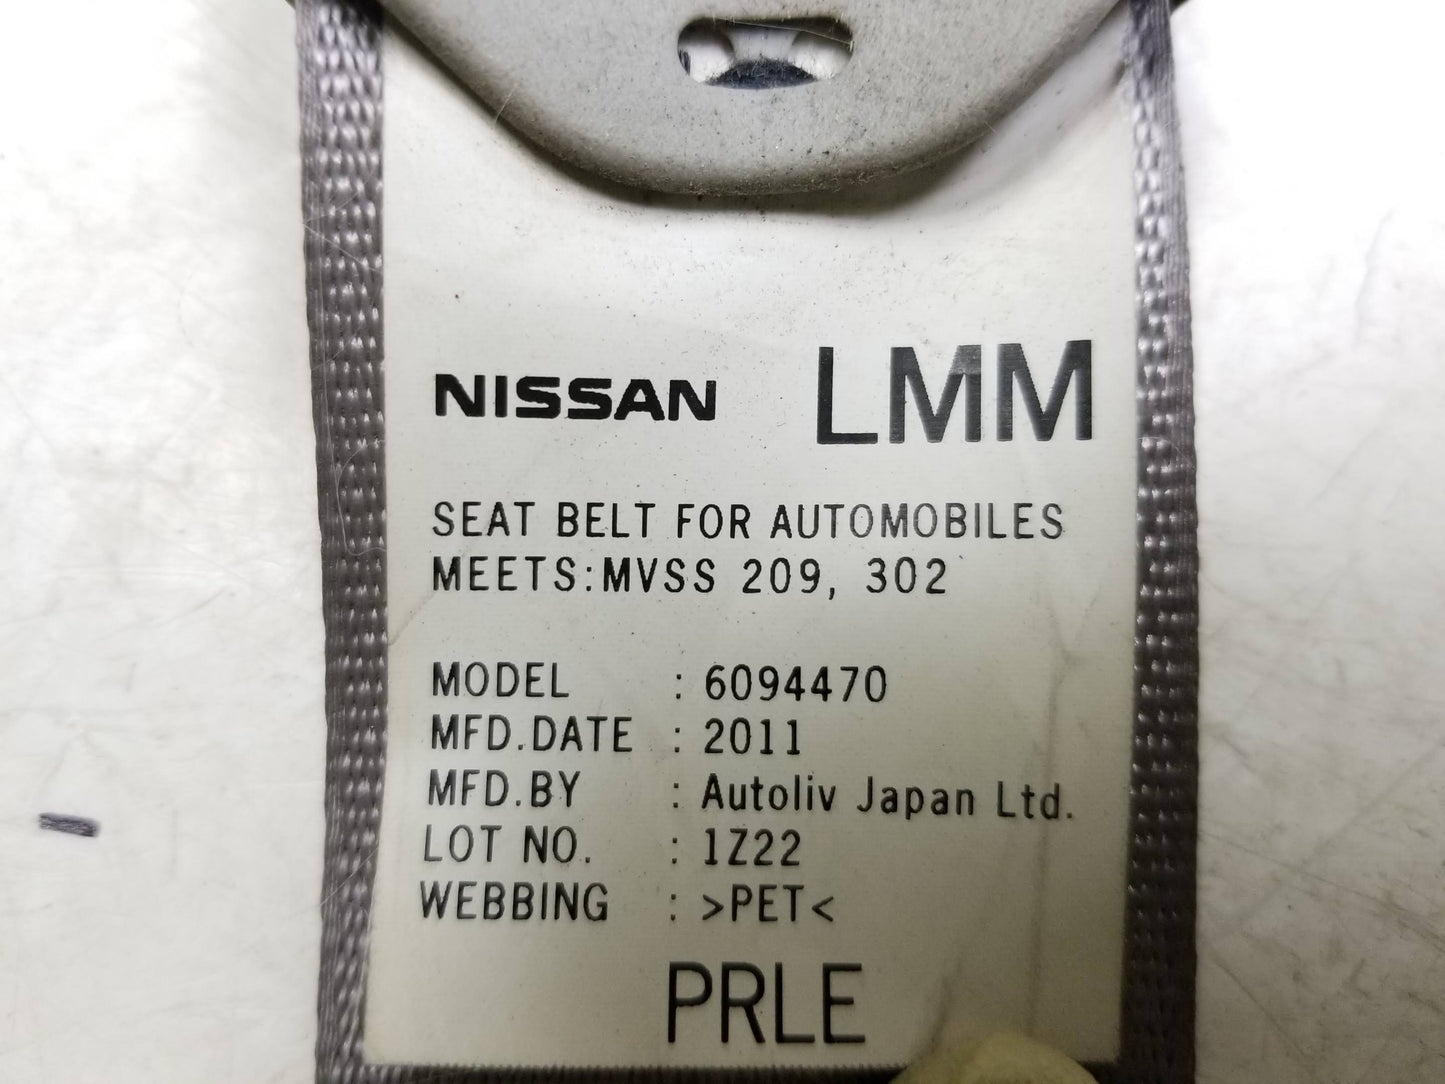 NISSAN LMM
SEAT BELT FOR AUTOMOBILES
MEETS:MVSS 209, 302
MODEL : 6094470
MFD.DATE : 2011
MFD.BY : Autoliv Japan Ltd.
LOT NO. : 1Z22
WEBBING : >PET<
PRLE